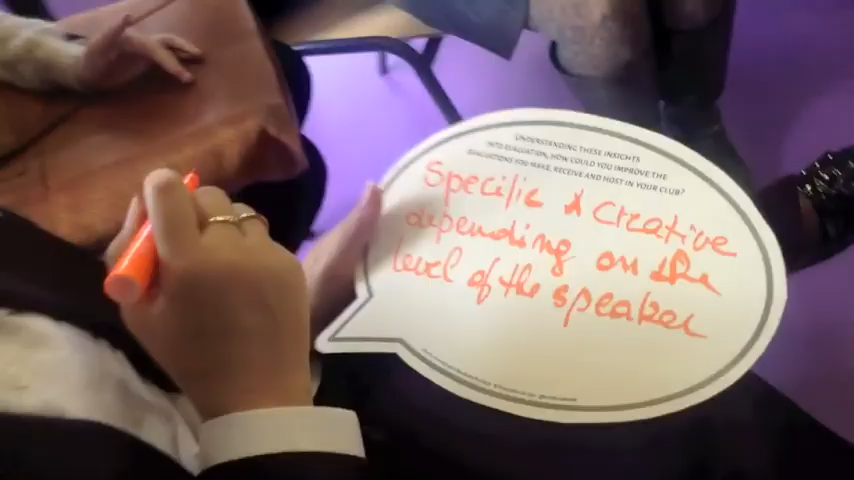 UNDERSTANDING THESE INSIGHTS
INTO EVALUATION, HOW COULD YOU IMPROVE THE
EVALUATIONS YOU MAKE, RECEIVE AND HOST IN YOUR CLUB?
Specific & Creative
depending on the
level of the speaker